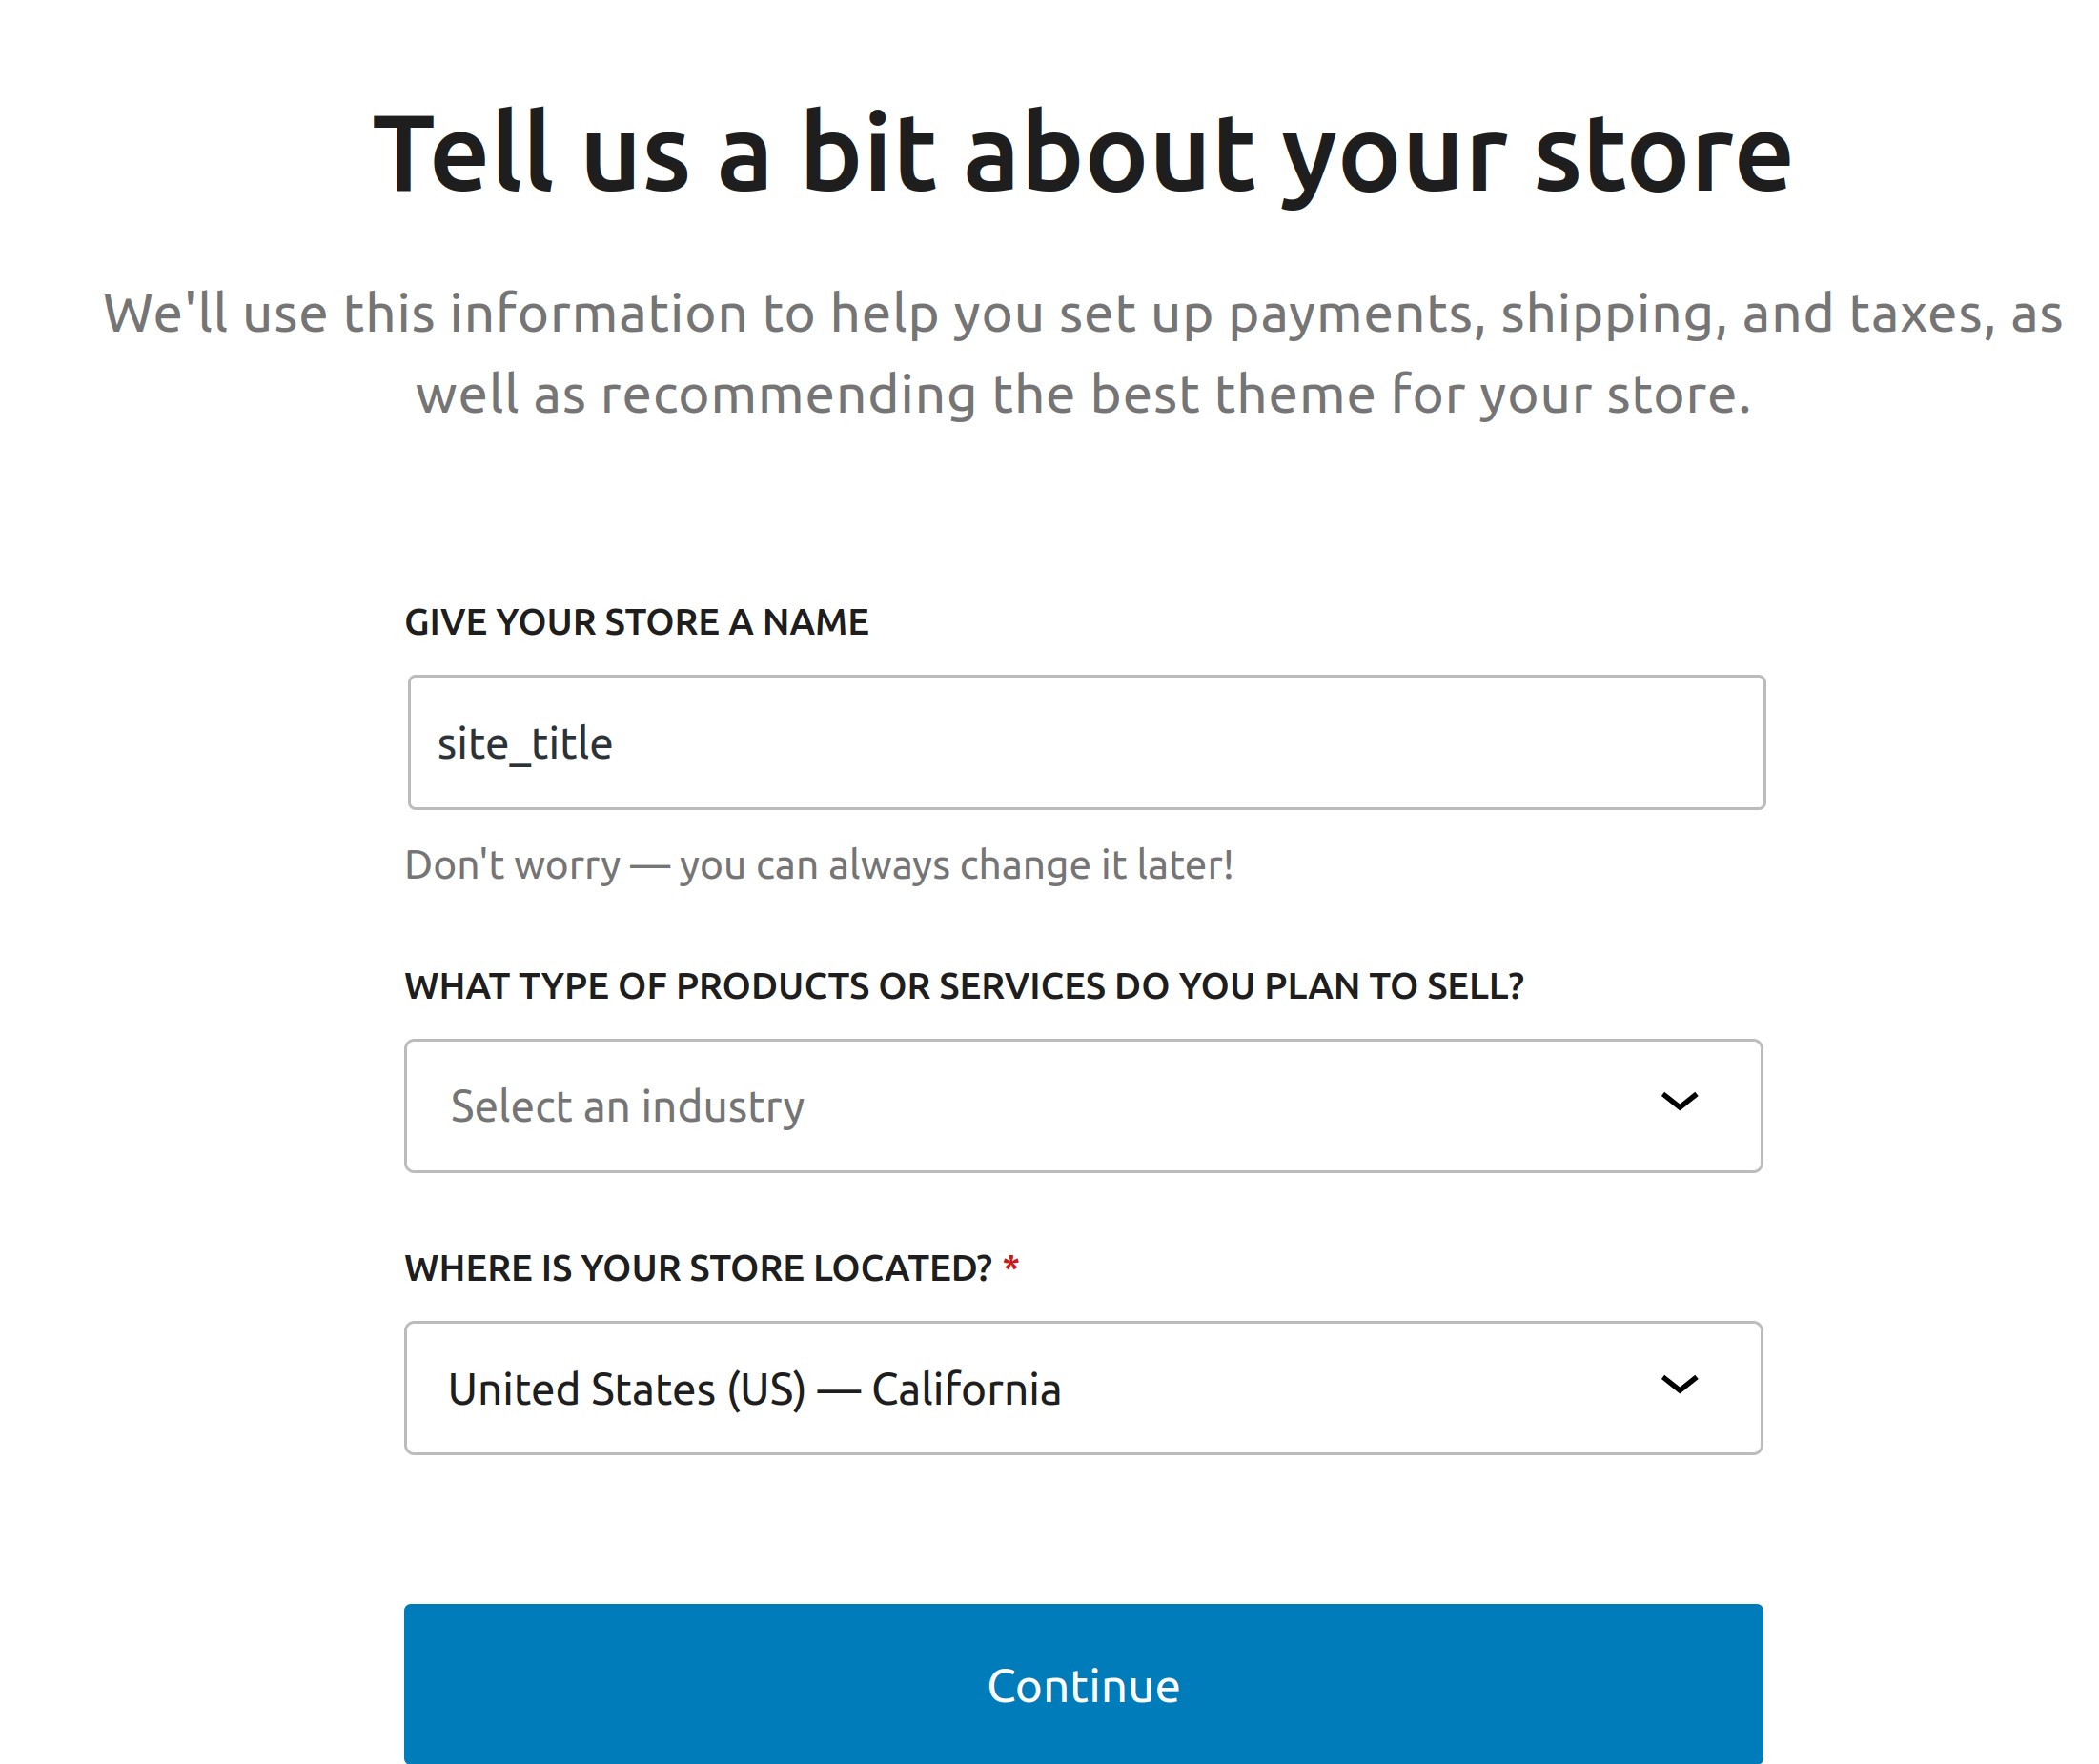 Tell us a bit about your store
We'll use this information to help you set up payments, shipping, and taxes, as
well as recommending the best theme for your store.
GIVE YOUR STORE A NAME
site_title
Don't worry — you can always change it later!
WHAT TYPE OF PRODUCTS OR SERVICES DO YOU PLAN TO SELL?
Select an industry
WHERE IS YOUR STORE LOCATED? *
United States (US) — California
Continue